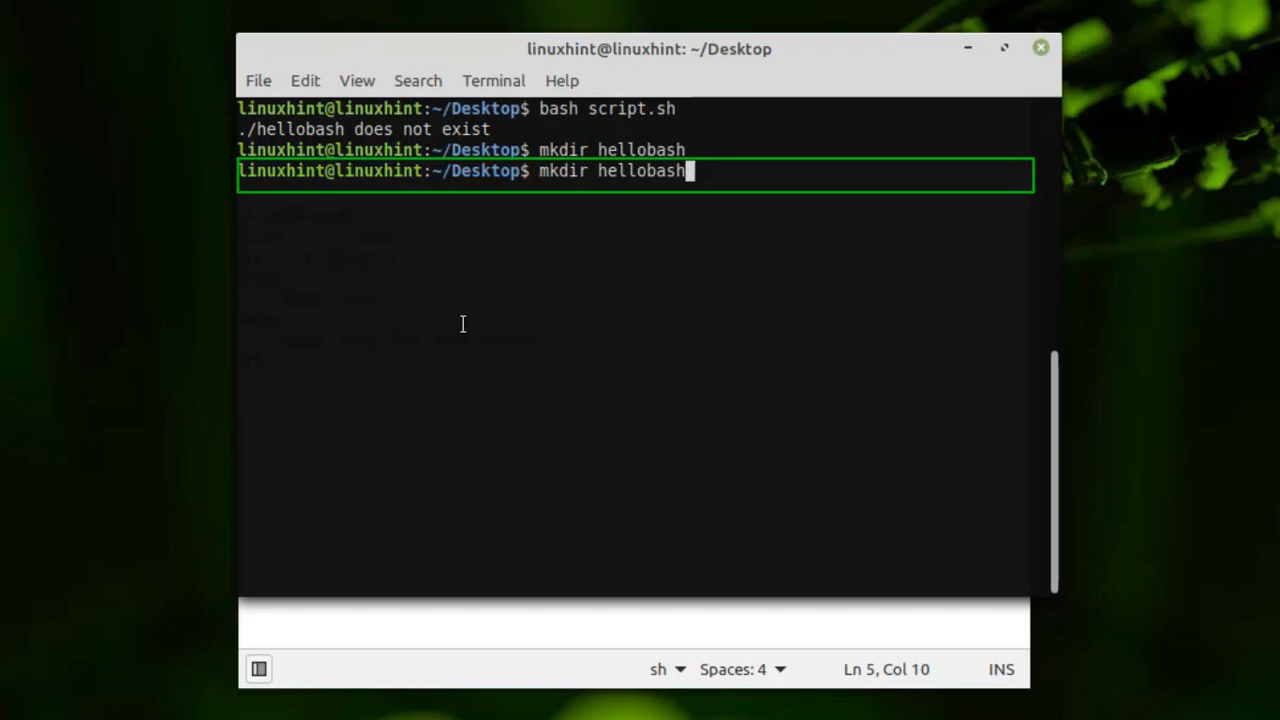 linuxhint@linuxhint: ~/Desktop
File Edit View Search Terminal Help
linuxhint@linuxhint:~/Desktop$ bash script.sh
./hellobash does not exist
linuxhint@linuxhint:~/Desktop$ mkdir hellobash
linuxhint@linuxhint:~/Desktop$ mkdir hellobash
sh Spaces: 4 Ln 5, Col 10 INS